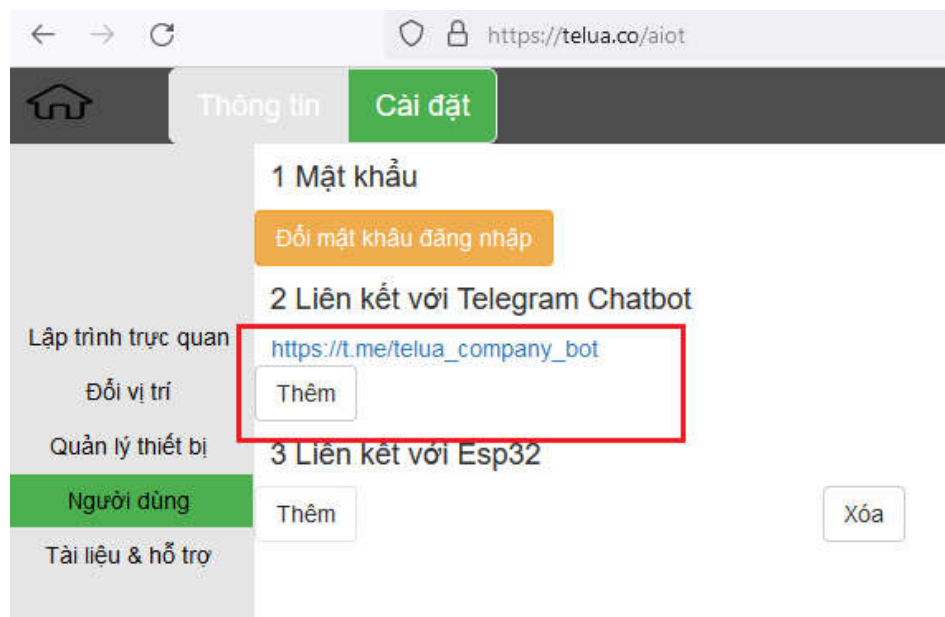 https://telua.co/aiot
Thông tin
Cài đặt
1 Mật khẩu
Đổi mật khâu đăng nhập
2 Liên kết với Telegram Chatbot
https://t.me/telua_company_bot
Thêm
3 Liên kết với Esp32
Thêm
Xóa
Lập trình trực quan
Đổi vị trí
Quản lý thiết bị
Người dùng
Tài liệu & hỗ trợ